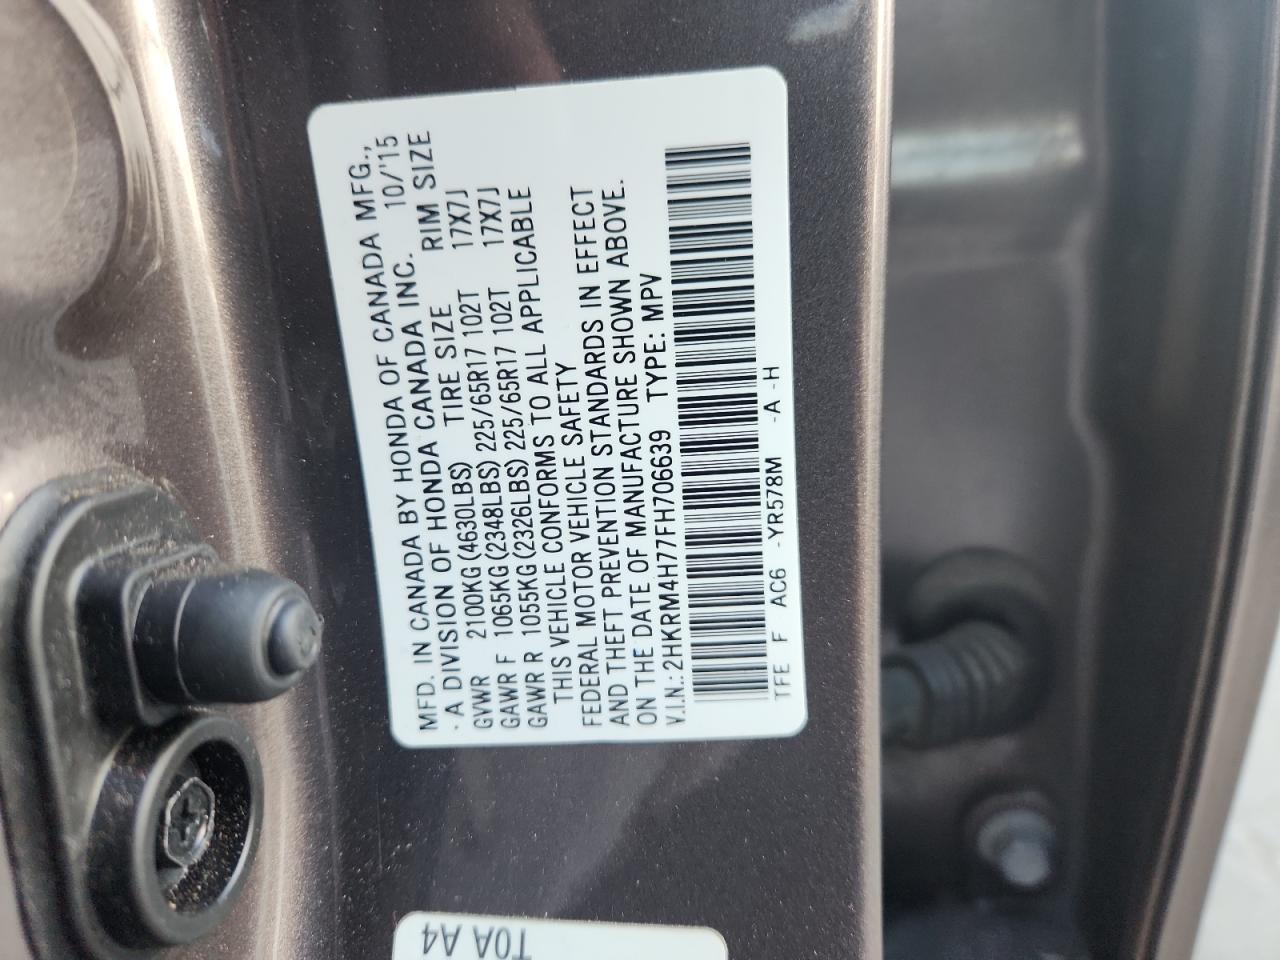 MFD. IN CANADA BY HONDA OF CANADA MFG.,
A DIVISION OF HONDA CANADA INC. 10/'15
TIRE SIZE RIM SIZE
GVWR 2100KG(4630LBS)
GAWR F 1065KG(2348LBS) 225/65R17 102T 17X7J
GAWR R 1055KG(2326LBS) 225/65R17 102T 17X7J
THIS VEHICLE CONFORMS TO ALL APPLICABLE
FEDERAL MOTOR VEHICLE SAFETY
AND THEFT PREVENTION STANDARDS IN EFFECT
ON THE DATE OF MANUFACTURE SHOWN ABOVE.
V.I.N.:2HKRM4H77FH706639 TYPE: MPV
TFE F AC6 -YR578M -A -H
T0A A4